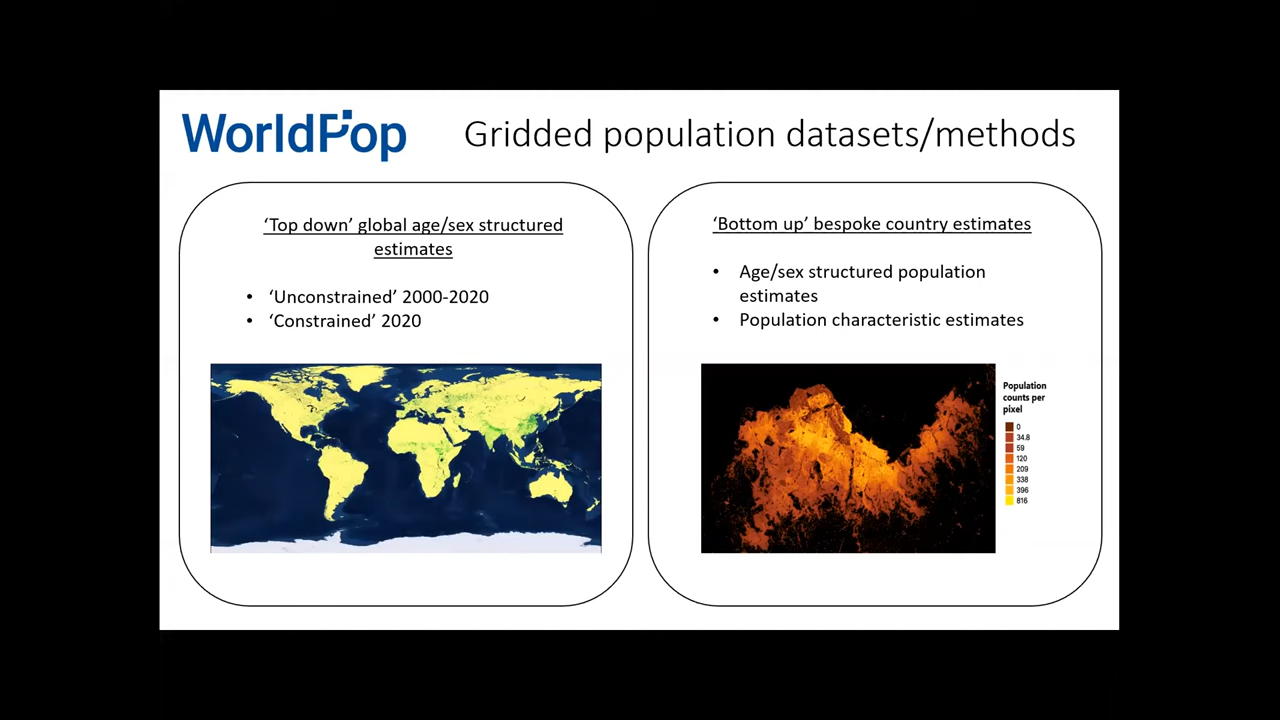 WorldPop
Gridded population datasets/methods
‘Top down’ global age/sex structured
estimates
• ‘Unconstrained’ 2000-2020
• ‘Constrained’ 2020
‘Bottom up’ bespoke country estimates
• Age/sex structured population
estimates
• Population characteristic estimates
Population
counts per
pixel
0
34.8
59
120
209
338
396
816